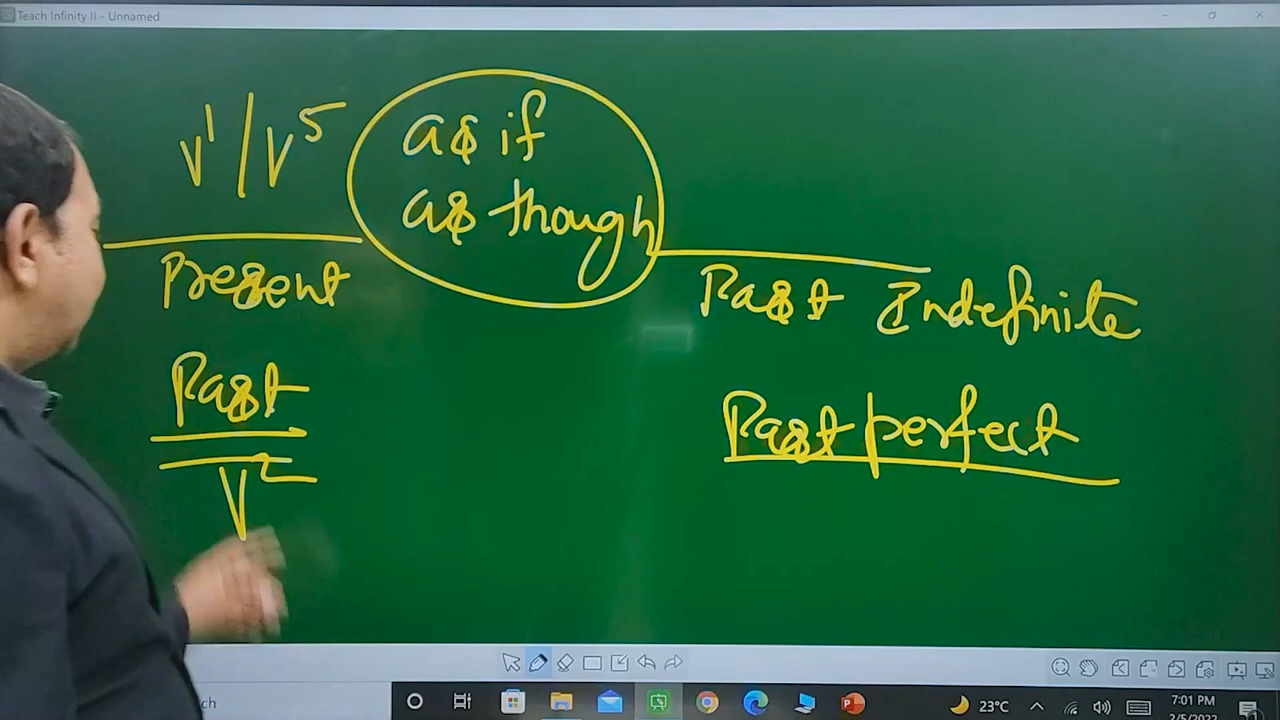 Teach Infinity II - Unnamed
V¹/V⁵
as if
as though
Present
Past Indefinite
Past
Past perfect
V²
ch
23°C
7:01 PM